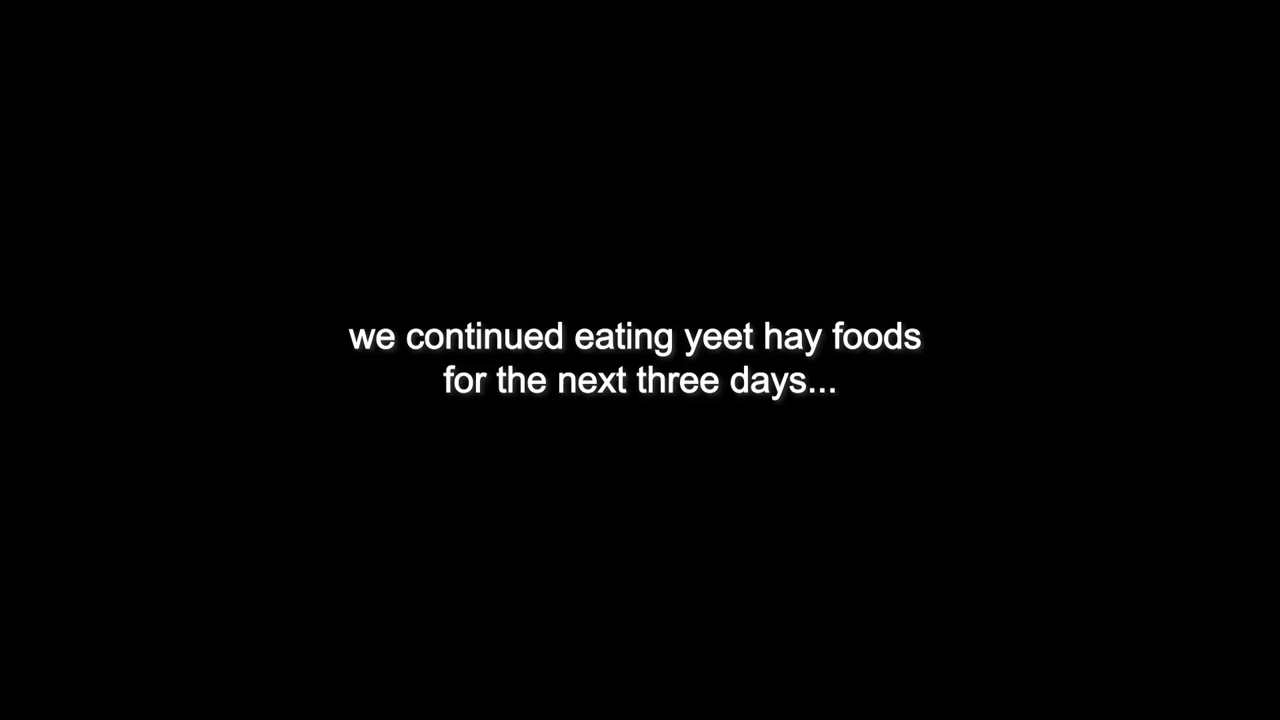 we continued eating yeet hay foods
for the next three days...